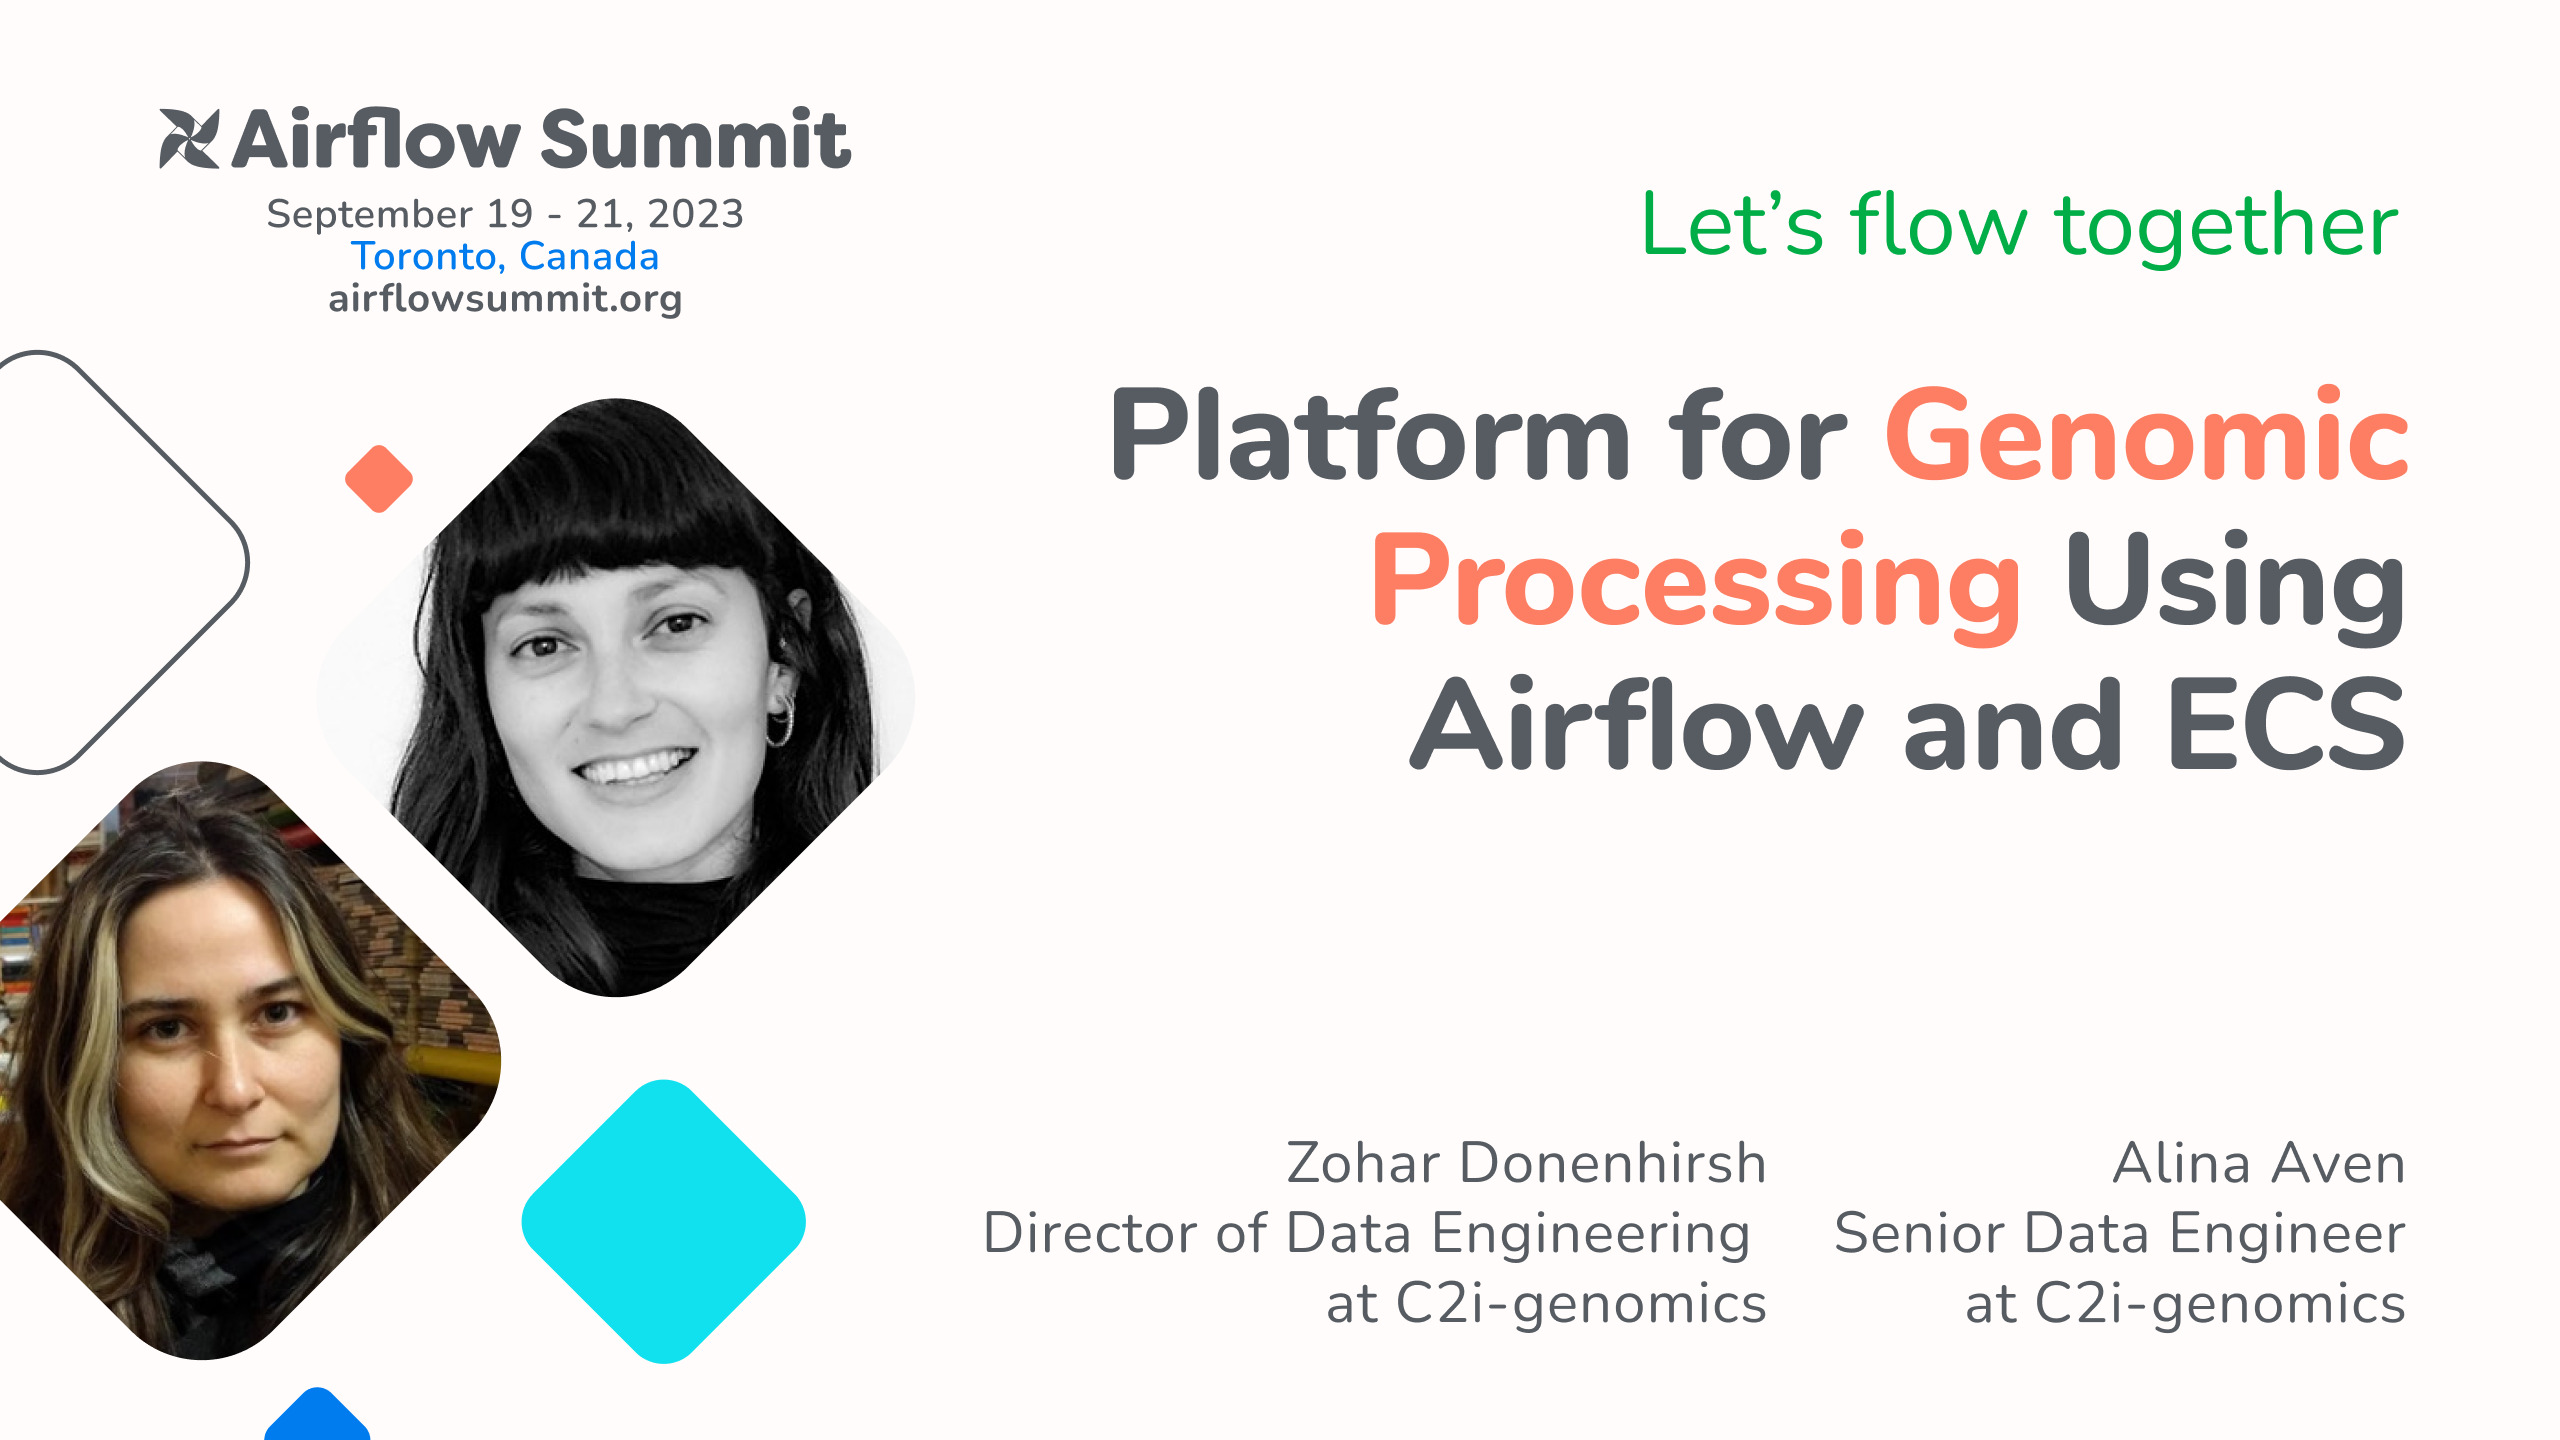 Airflow Summit
September 19 - 21, 2023
Toronto, Canada
airflowsummit.org
Let’s flow together
Platform for Genomic
Processing Using
Airflow and ECS
Zohar Donenhirsh
Director of Data Engineering
at C2i-genomics
Alina Aven
Senior Data Engineer
at C2i-genomics